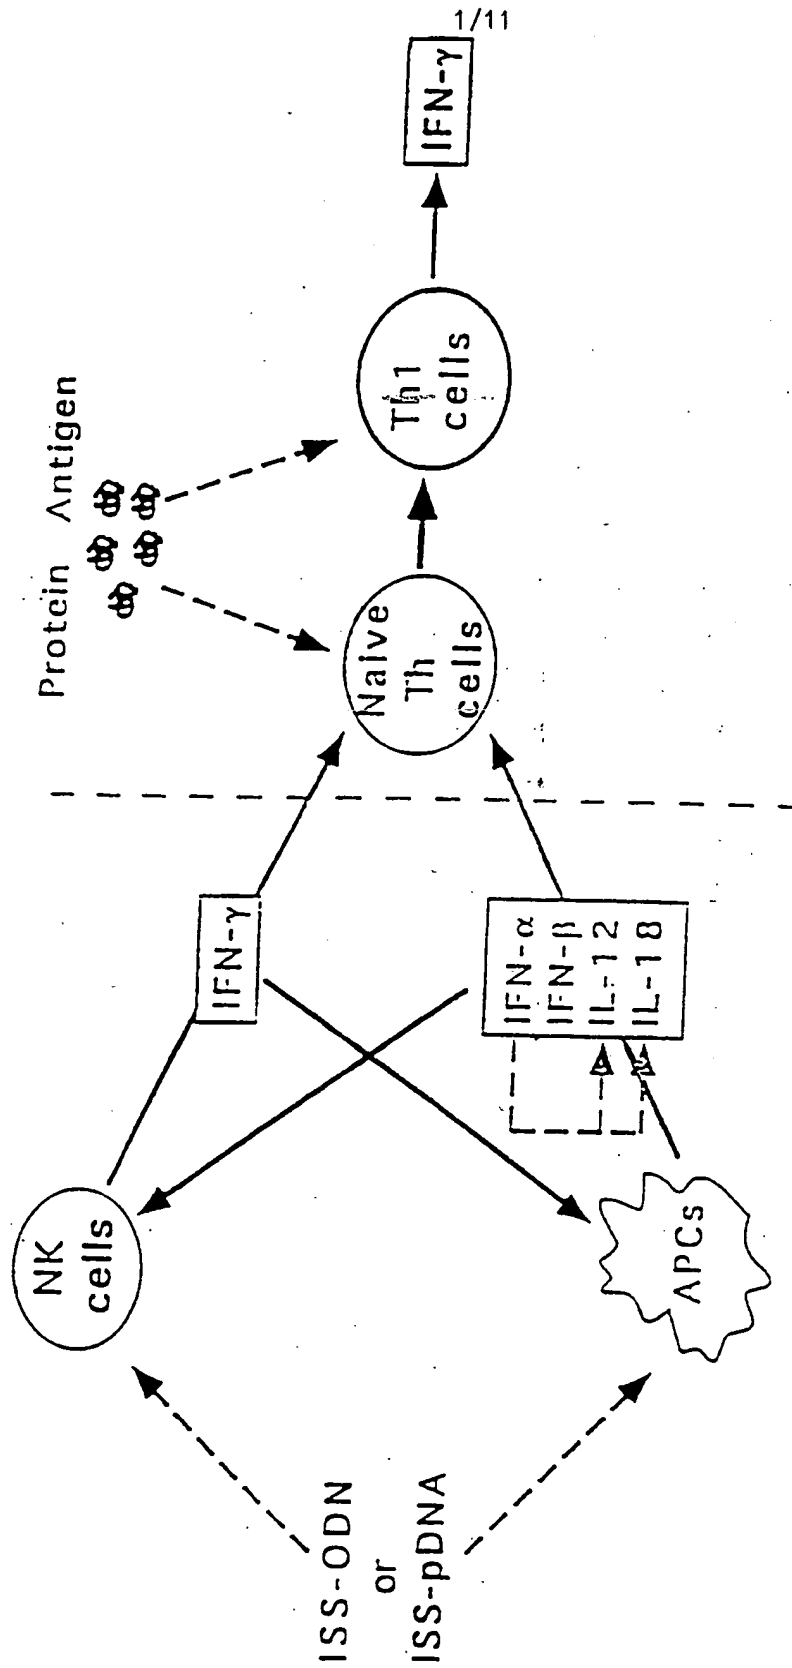 1/11
Protein Antigen
NK
cells
IFN-γ
ISS-ODN
or
ISS-pDNA
APCs
IFN-α
IFN-β
IL-12
IL-18
Naive
Th
cells
Th1
cells
IFN-γ